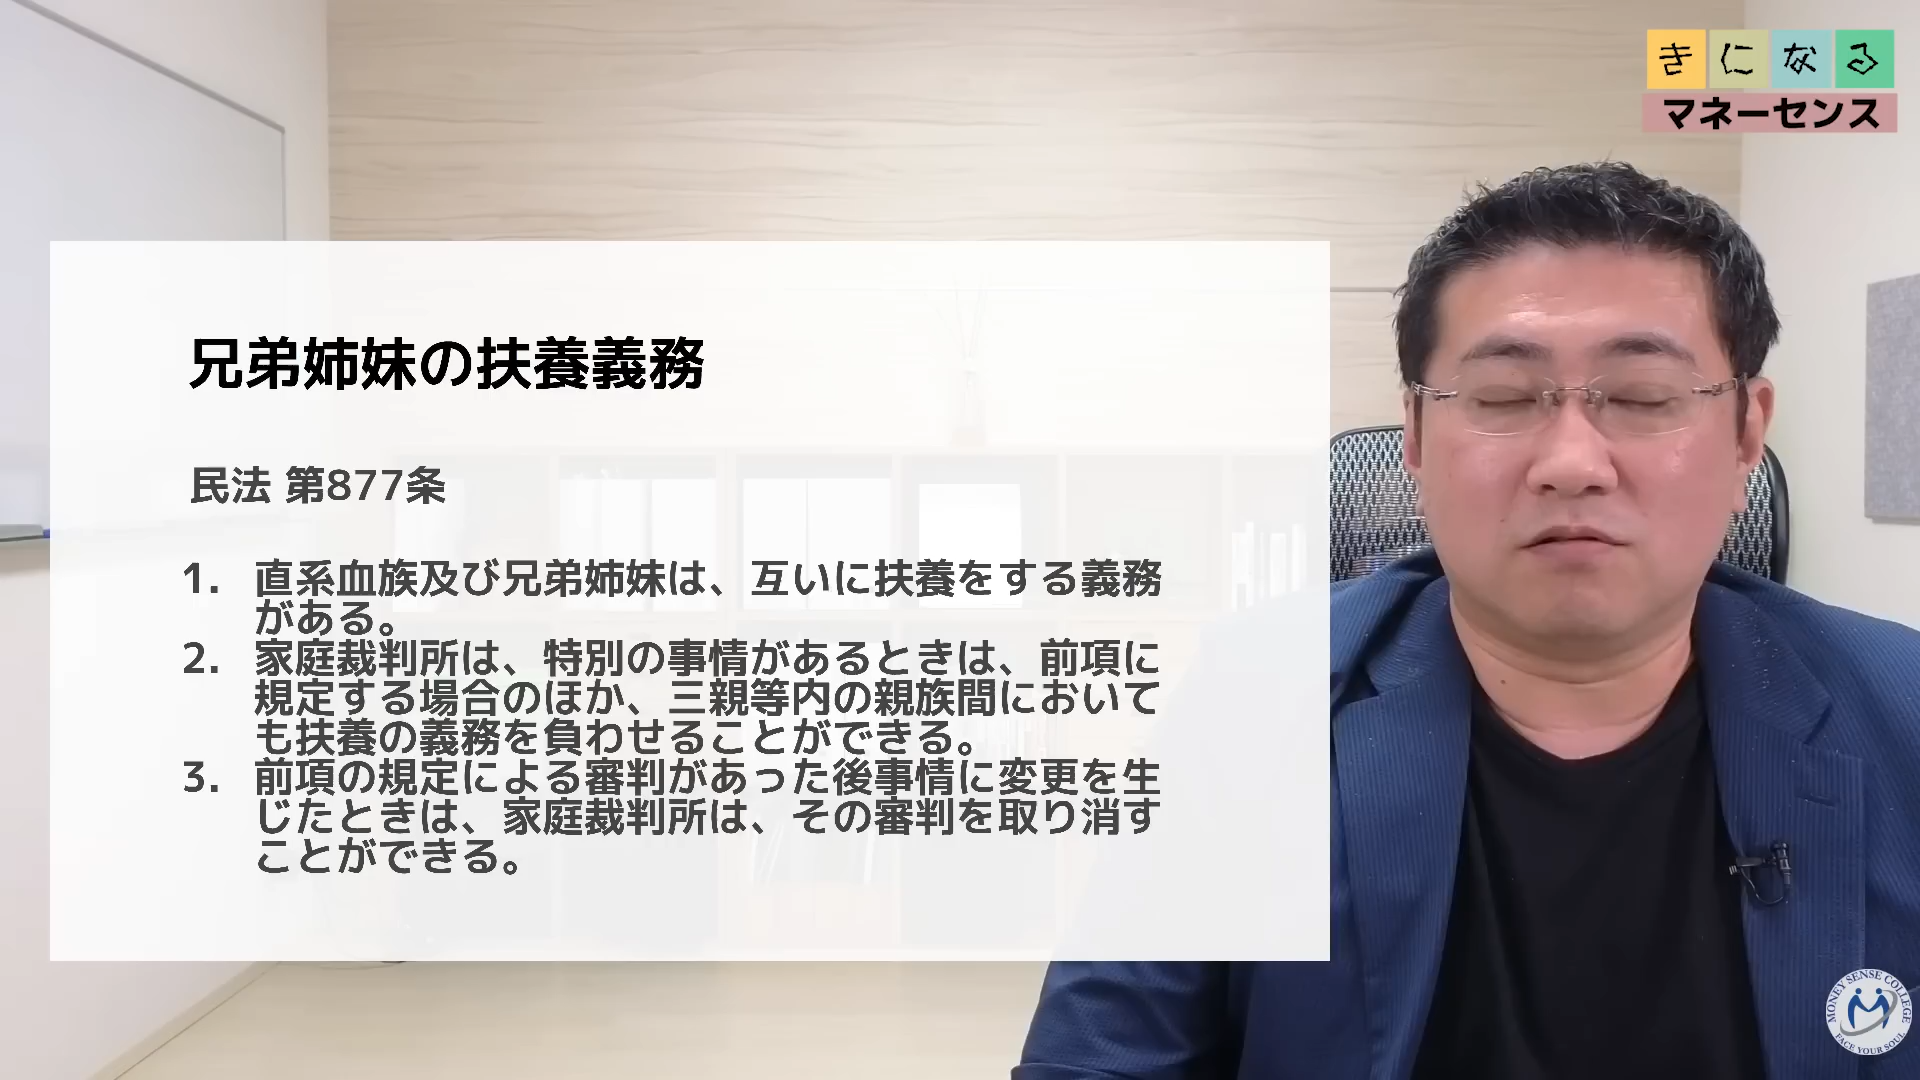 きになる
マネーセンス
兄弟姉妹の扶養義務
民法 第877条
1. 直系血族及び兄弟姉妹は、互いに扶養をする義務
がある。
2. 家庭裁判所は、特別の事情があるときは、前項に
規定する場合のほか、三親等内の親族間において
も扶養の義務を負わせることができる。
3. 前項の規定による審判があった後事情に変更を生
じたときは、家庭裁判所は、その審判を取り消す
ことができる。
MONEY SENSE COLLEGE
FACE YOUR SOUL